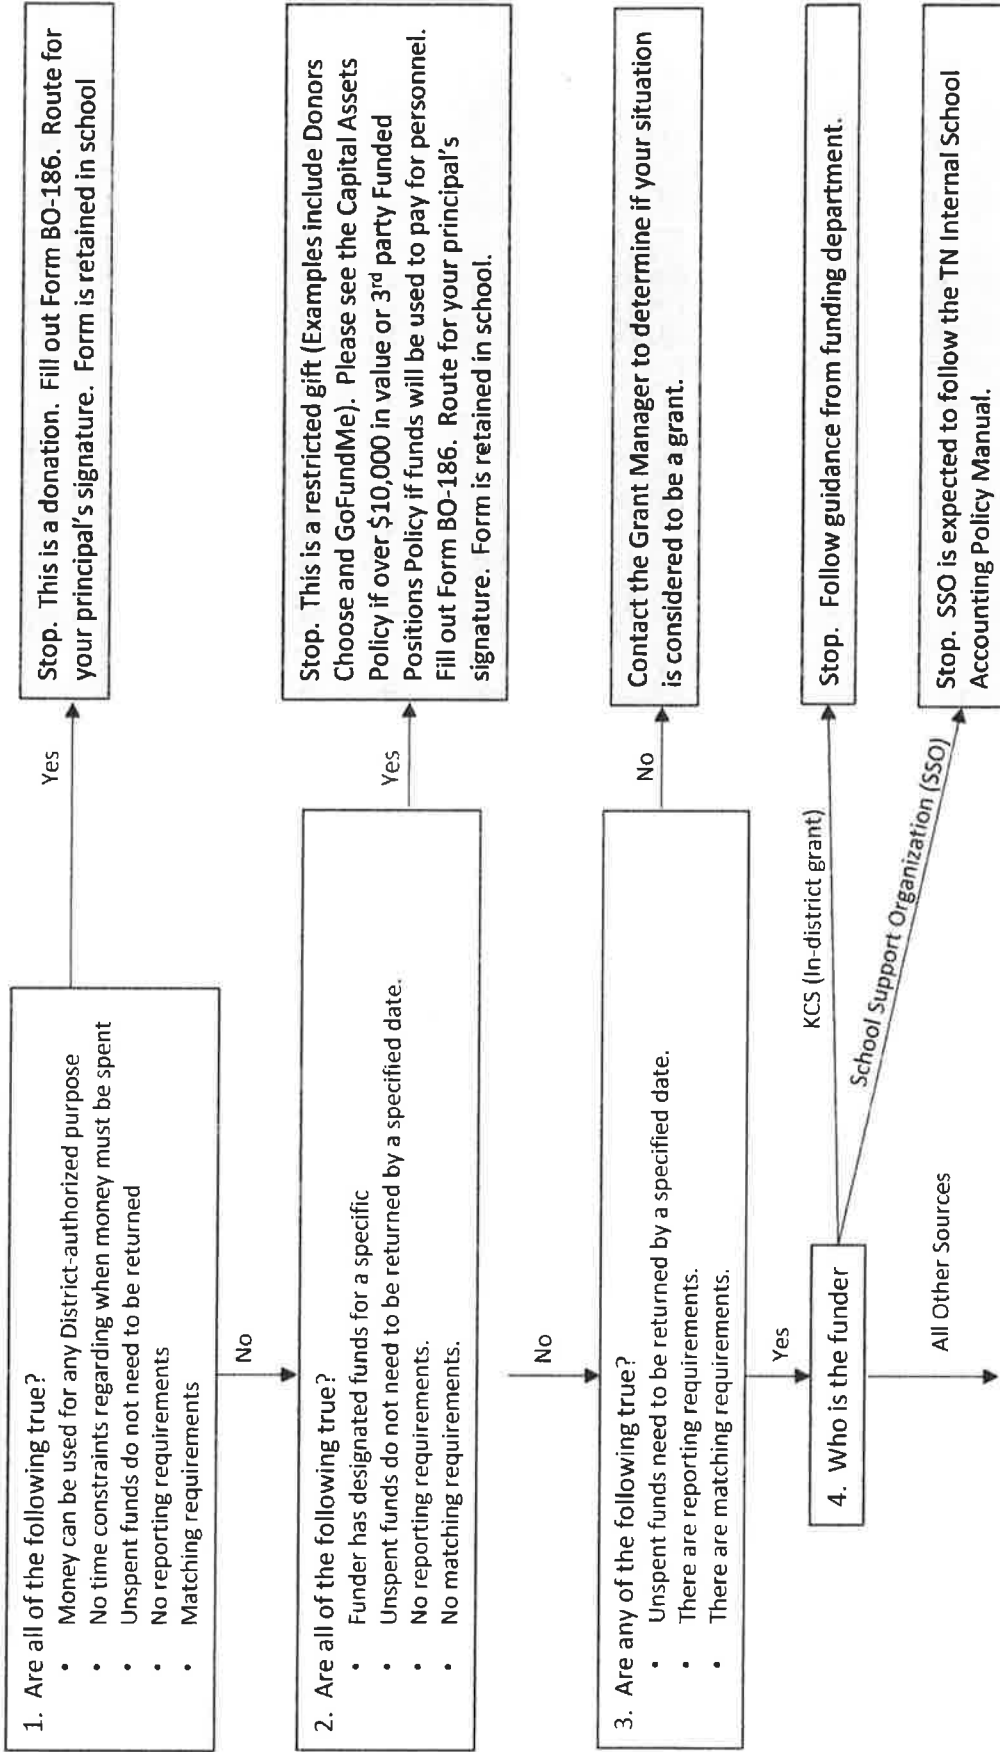 1. Are all of the following true?
• Money can be used for any District-authorized purpose
• No time constraints regarding when money must be spent
• Unspent funds do not need to be returned
• No reporting requirements
• Matching requirements
Yes
Stop. This is a donation. Fill out Form BO-186. Route for
your principal's signature. Form is retained in school
No
2. Are all of the following true?
• Funder has designated funds for a specific
• Unspent funds do not need to be returned by a specified date.
• No reporting requirements.
• No matching requirements.
Yes
Stop. This is a restricted gift (Examples include Donors
Choose and GoFundMe). Please see the Capital Assets
Policy if over $10,000 in value or 3rd party Funded
Positions Policy if funds will be used to pay for personnel.
Fill out Form BO-186. Route for your principal's
signature. Form is retained in school.
No
3. Are any of the following true?
• Unspent funds need to be returned by a specified date.
• There are reporting requirements.
• There are matching requirements.
No
Contact the Grant Manager to determine if your situation
is considered to be a grant.
Yes
4. Who is the funder
KCS (In-district grant)
Stop. Follow guidance from funding department.
School Support Organization (SSO)
Stop. SSO is expected to follow the TN Internal School
Accounting Policy Manual.
All Other Sources